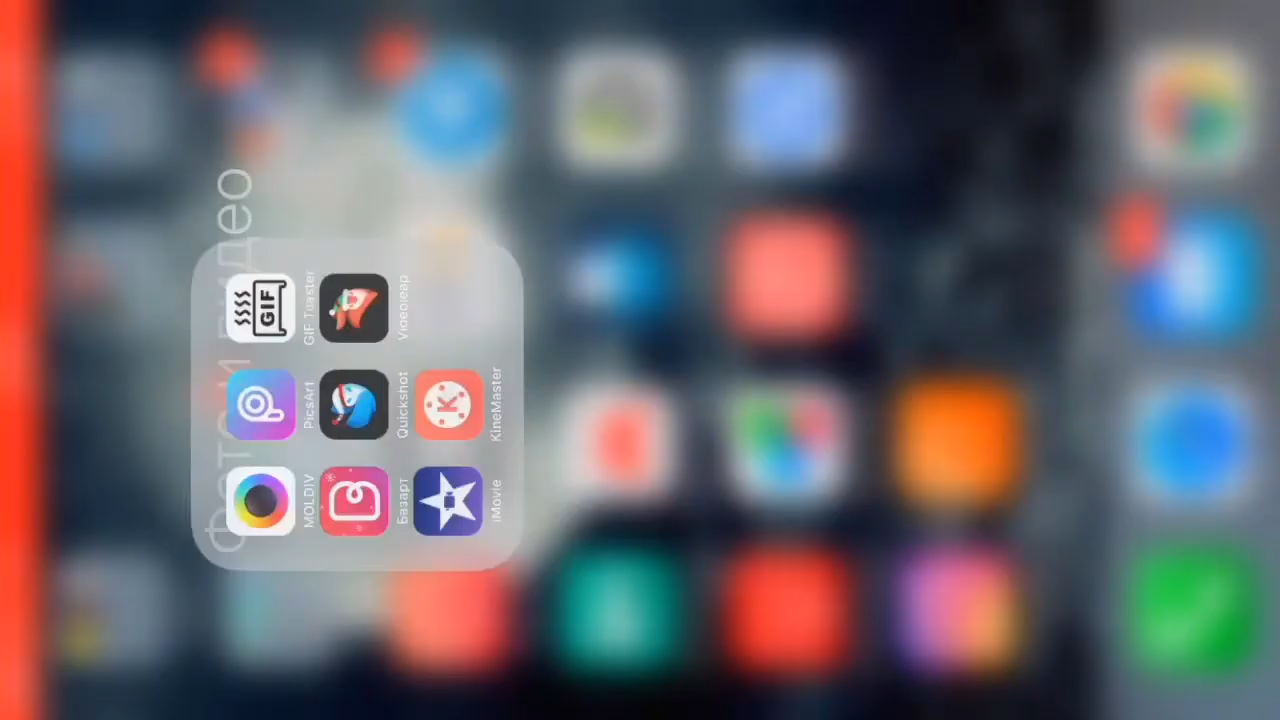 Фото и видео
GIF
MOLDIV
PicsArt
GIF Toaster
Базарт
Quickshot
Videoleap
K
iMovie
KineMaster